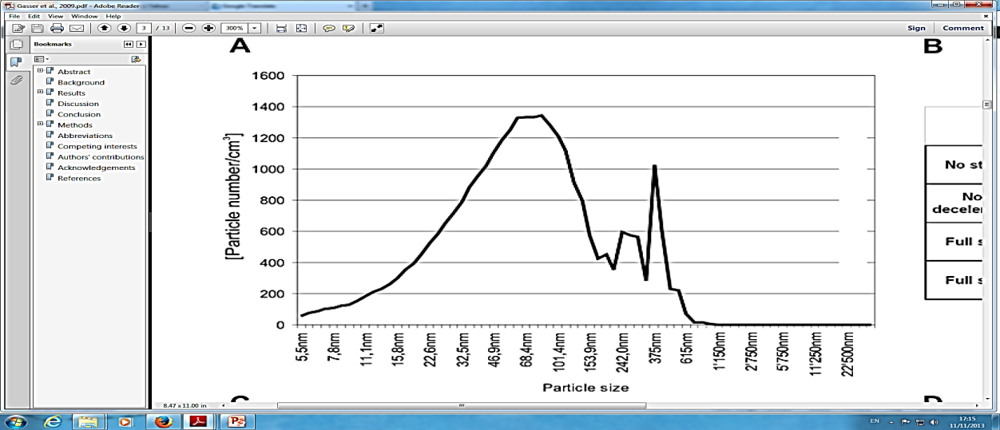 Gasser et al., 2009.pdf - Adobe Reader
Google Translate
File Edit View Window Help
3 / 13 300% Sign Comment
Bookmarks
Abstract
Background
Results
Discussion
Conclusion
Methods
Abbreviations
Competing interests
Authors' contributions
Acknowledgements
References
A
[Particle number/cm³]
1600
1400
1200
1000
800
600
400
200
0
5,5nm 7,8nm 11,1nm 15,8nm 22,6nm 32,5nm 46,9nm 68,4nm 101,4nm 153,9nm 242,0nm 375nm 615nm 1'150nm 2'750nm 5'750nm 11'250nm 22'500nm
Particle size
B
No st
No
decele
Full s
Full s
8.47 x 11.00 in
EN 17:15
11/11/2013